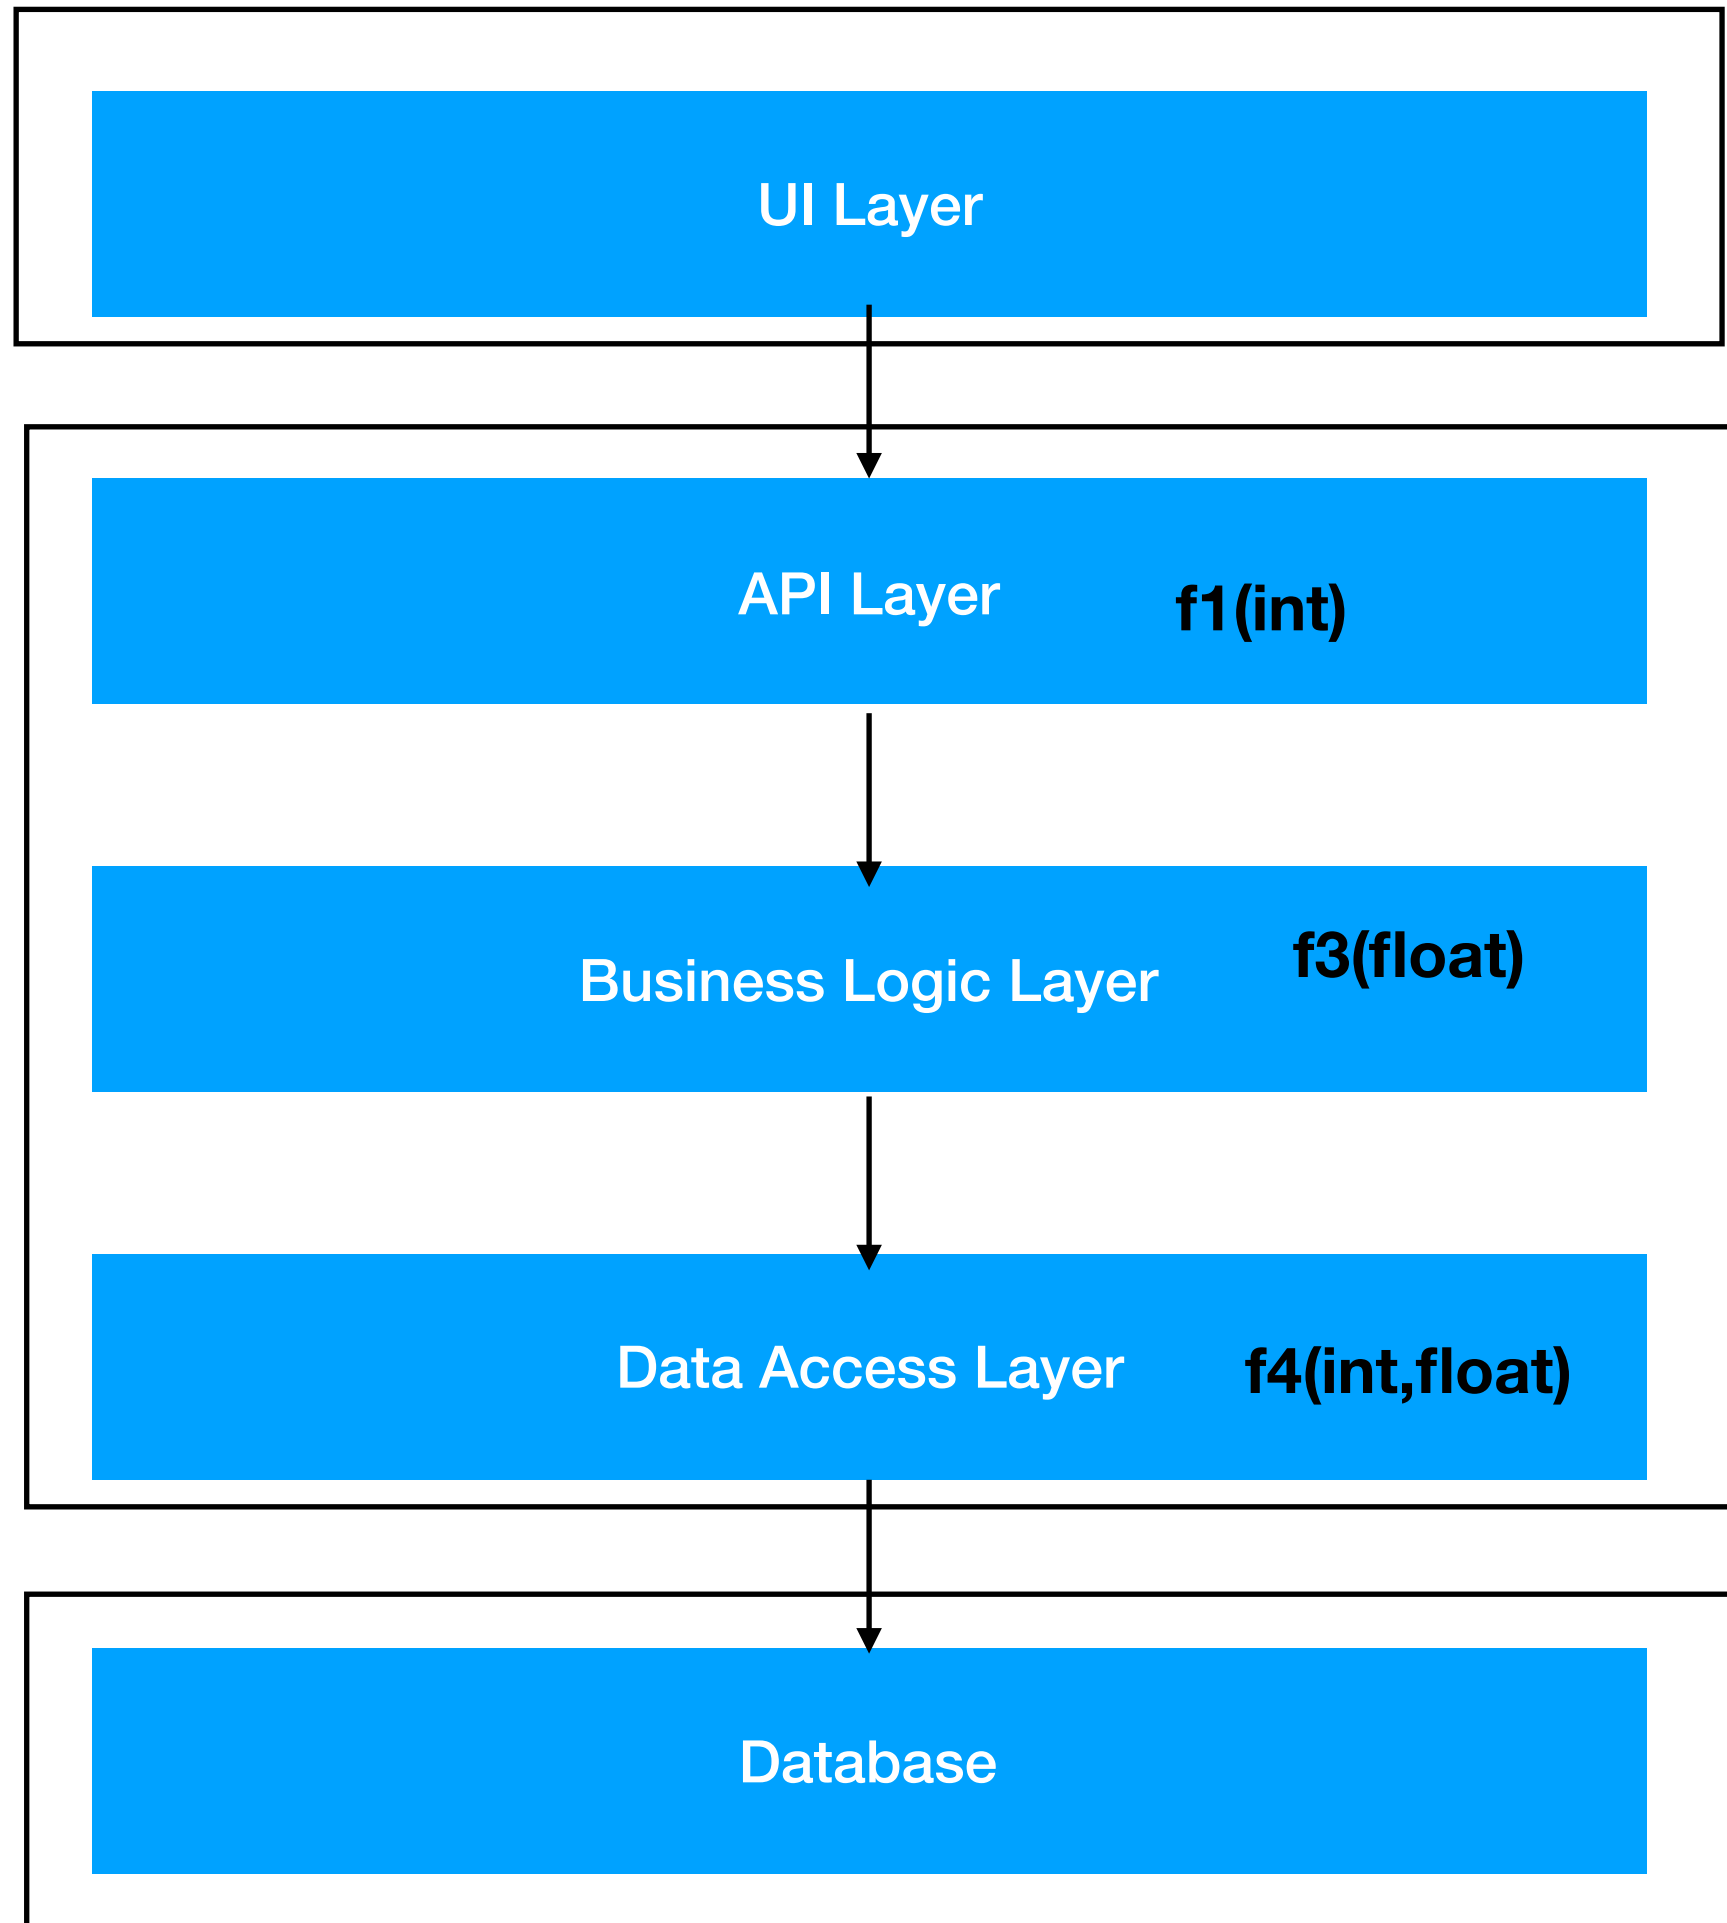 UI Layer
API Layer
f1(int)
Business Logic Layer
f3(float)
Data Access Layer
f4(int,float)
Database